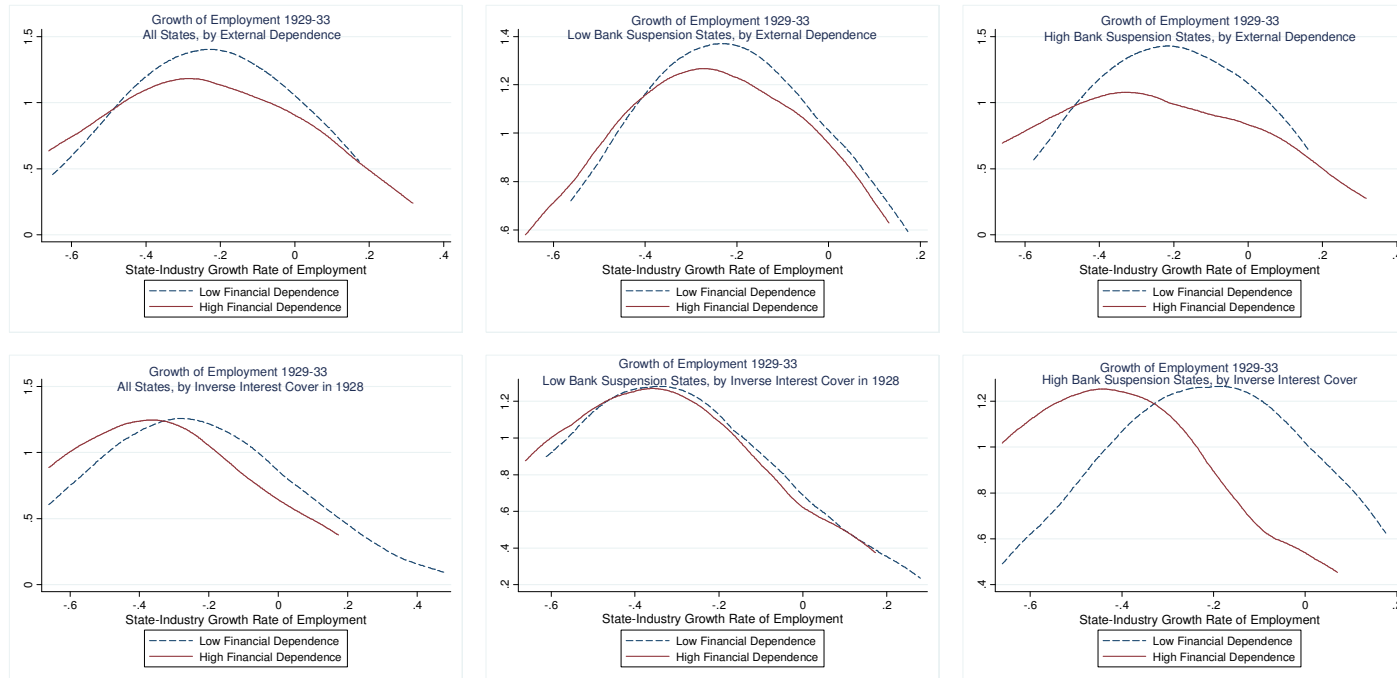 Growth of Employment 1929-33
All States, by External Dependence
1.5
1
.5
0
-.6 -.4 -.2 0 .2 .4
State-Industry Growth Rate of Employment
Low Financial Dependence
High Financial Dependence
Growth of Employment 1929-33
Low Bank Suspension States, by External Dependence
1.4
1.2
1
.8
.6
-.6 -.4 -.2 0 .2
State-Industry Growth Rate of Employment
Low Financial Dependence
High Financial Dependence
Growth of Employment 1929-33
High Bank Suspension States, by External Dependence
1.5
1
.5
0
-.6 -.4 -.2 0 .2 .4
State-Industry Growth Rate of Employment
Low Financial Dependence
High Financial Dependence
Growth of Employment 1929-33
All States, by Inverse Interest Cover in 1928
1.5
1
.5
0
-.6 -.4 -.2 0 .2 .4
State-Industry Growth Rate of Employment
Low Financial Dependence
High Financial Dependence
Growth of Employment 1929-33
Low Bank Suspension States, by Inverse Interest Cover in 1928
1.2
1
.8
.6
.4
.2
-.6 -.4 -.2 0 .2
State-Industry Growth Rate of Employment
Low Financial Dependence
High Financial Dependence
Growth of Employment 1929-33
High Bank Suspension States, by Inverse Interest Cover
1.2
1
.8
.6
.4
-.6 -.4 -.2 0
State-Industry Growth Rate of Employment
Low Financial Dependence
High Financial Dependence